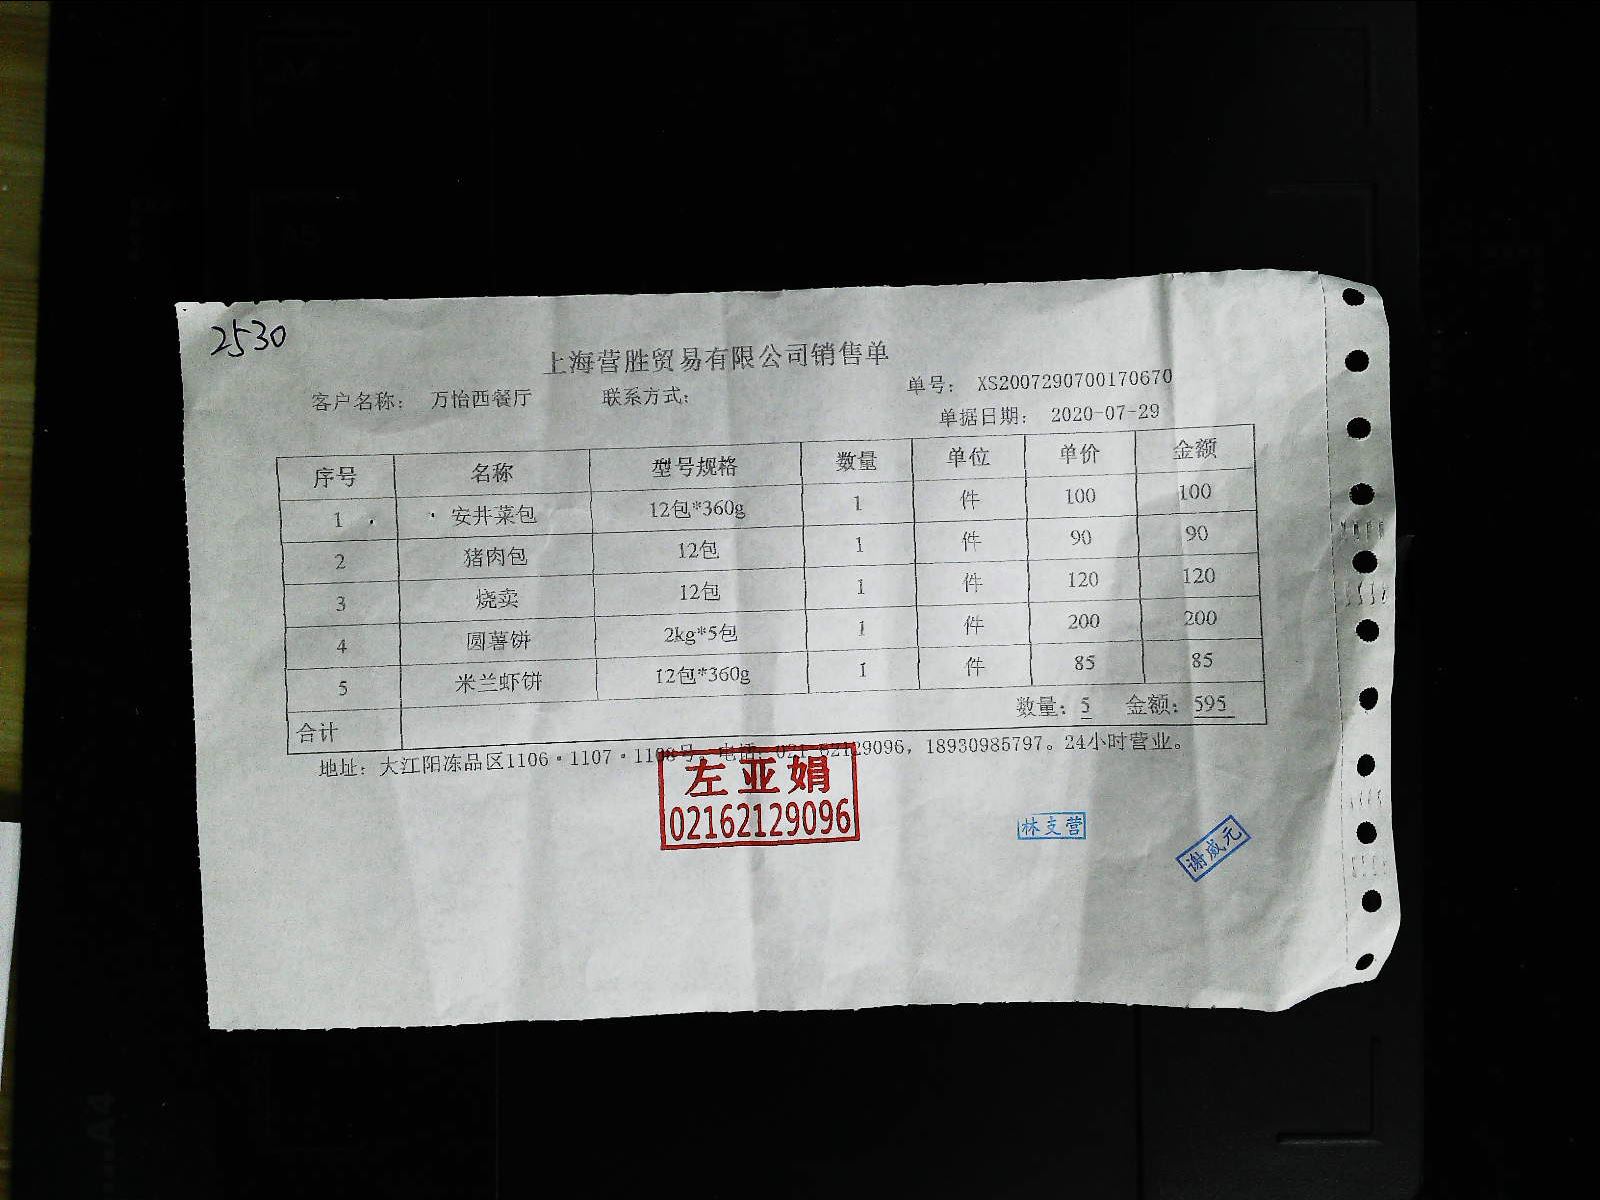 2530
上海营胜贸易有限公司销售单
客户名称: 万怡西餐厅 联系方式: 单号: XS2007290700170670
单据日期: 2020-07-29
序号 名称 型号规格 数量 单位 单价 金额
1 安井菜包 12包*360g 1 件 100 100
2 猪肉包 12包 1 件 90 90
3 烧卖 12包 1 件 120 120
4 圆薯饼 2kg*5包 1 件 200 200
5 米兰虾饼 12包*360g 1 件 85 85
合计 数量: 5 金额: 595
地址: 大江阳冻品区1106·1107·1108号 电话: 021-62129096, 18930985797。24小时营业。
左亚娟
02162129096
林支营
谢威元
A4